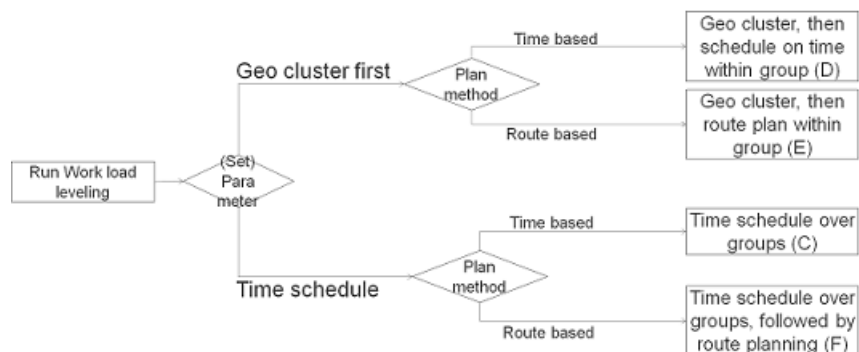 Run Work load
leveling
(Set)
Para
meter
Geo cluster first
Plan
method
Time based
Geo cluster, then
schedule on time
within group (D)
Route based
Geo cluster, then
route plan within
group (E)
Time schedule
Plan
method
Time based
Time schedule over
groups (C)
Route based
Time schedule over
groups, followed by
route planning (F)